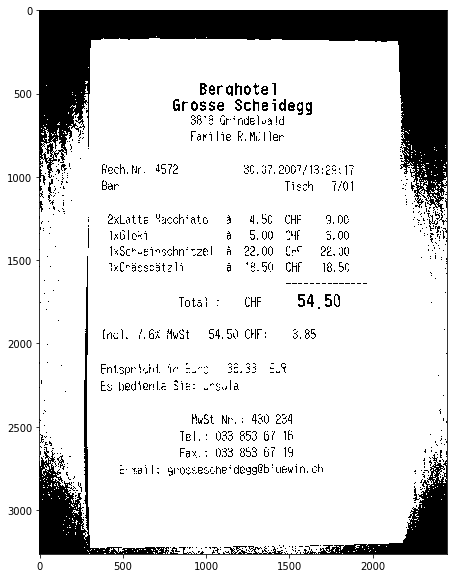 0
Berghotel
500
Grosse Scheidegg
3818 Grindelwald
Familie R.Müller
Rech.Nr. 4572 30.07.2007/13:29:17
1000
Bar Tisch 7/01
2xLatte Macchiato à 4.50 CHF 9.00
1xGloki à 5.00 CHF 5.00
1xSchweinschnitzel à 22.00 CHF 22.00
1500
1xChässpätzli à 18.50 CHF 18.50
Total: CHF 54.50
Incl. 7.6% MwSt 54.50 CHF: 3.85
2000
Entspricht in Euro 36.33 EUR
Es bediente Sie: Ursula
MwSt Nr.: 430 234
2500
Tel.: 033 853 67 16
Fax.: 033 853 67 19
E-mail: grossescheidegg@bluewin.ch
3000
0 500 1000 1500 2000